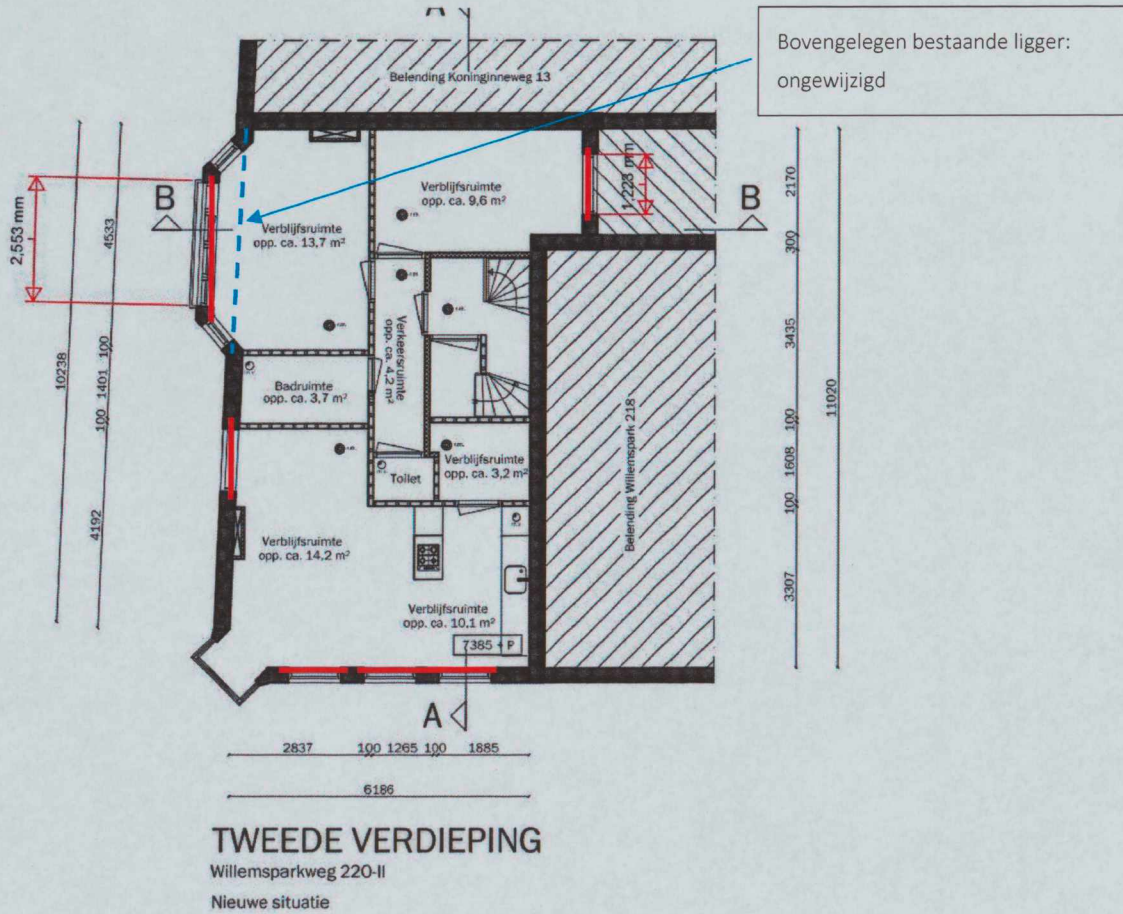 A
Bovengelegen bestaande ligger:
ongewijzigd
Belending Koninginneweg 13
B
2,553 mm
4533
10238
100
1401
100
4192
Verblijfsruimte
opp. ca. 13,7 m²
Verblijfsruimte
opp. ca. 9,6 m²
1,223 mm
B
2170
300
3435
100
1608
100
3307
11020
Verkeersruimte
opp. ca. 4,2 m²
Badruimte
opp. ca. 3,7 m²
Toilet
Verblijfsruimte
opp. ca. 3,2 m²
Belending Willemspark 218
Verblijfsruimte
opp. ca. 14,2 m²
Verblijfsruimte
opp. ca. 10,1 m²
7385 + P
A
2837
100
1265
100
1885
6186
TWEEDE VERDIEPING
Willemsparkweg 220-II
Nieuwe situatie